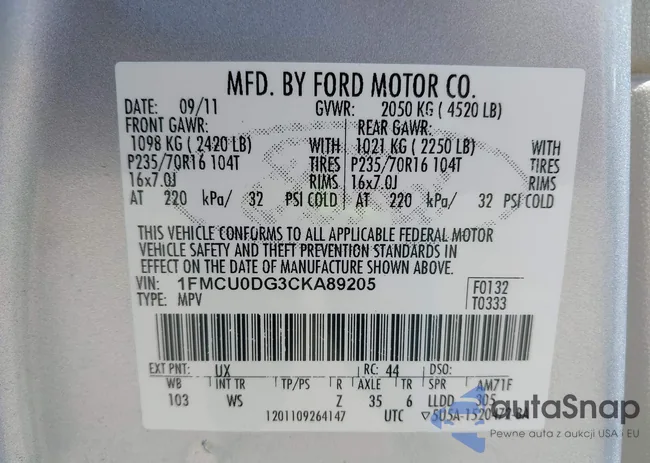 MFD. BY FORD MOTOR CO.
DATE: 09/11 GVWR: 2050 KG ( 4520 LB)
FRONT GAWR: REAR GAWR:
1098 KG ( 2420 LB) WITH 1021 KG ( 2250 LB) WITH
P235/70R16 104T TIRES P235/70R16 104T TIRES
16x7.0J RIMS 16x7.0J RIMS
AT 220 kPa/ 32 PSI COLD AT 220 kPa/ 32 PSI COLD
THIS VEHICLE CONFORMS TO ALL APPLICABLE FEDERAL MOTOR
VEHICLE SAFETY AND THEFT PREVENTION STANDARDS IN
EFFECT ON THE DATE OF MANUFACTURE SHOWN ABOVE.
VIN: 1FMCU0DG3CKA89205 F0132
TYPE: MPV T0333
EXT PNT: UX RC: 44 DSO:
WB INT TR TP/PS R AXLE TR SPR AM71F
103 WS Z 35 6 LLDD 305
1201109264147 UTC 5U5A-1520472-BA
autaSnap
Pewne auta z aukcji USA i EU